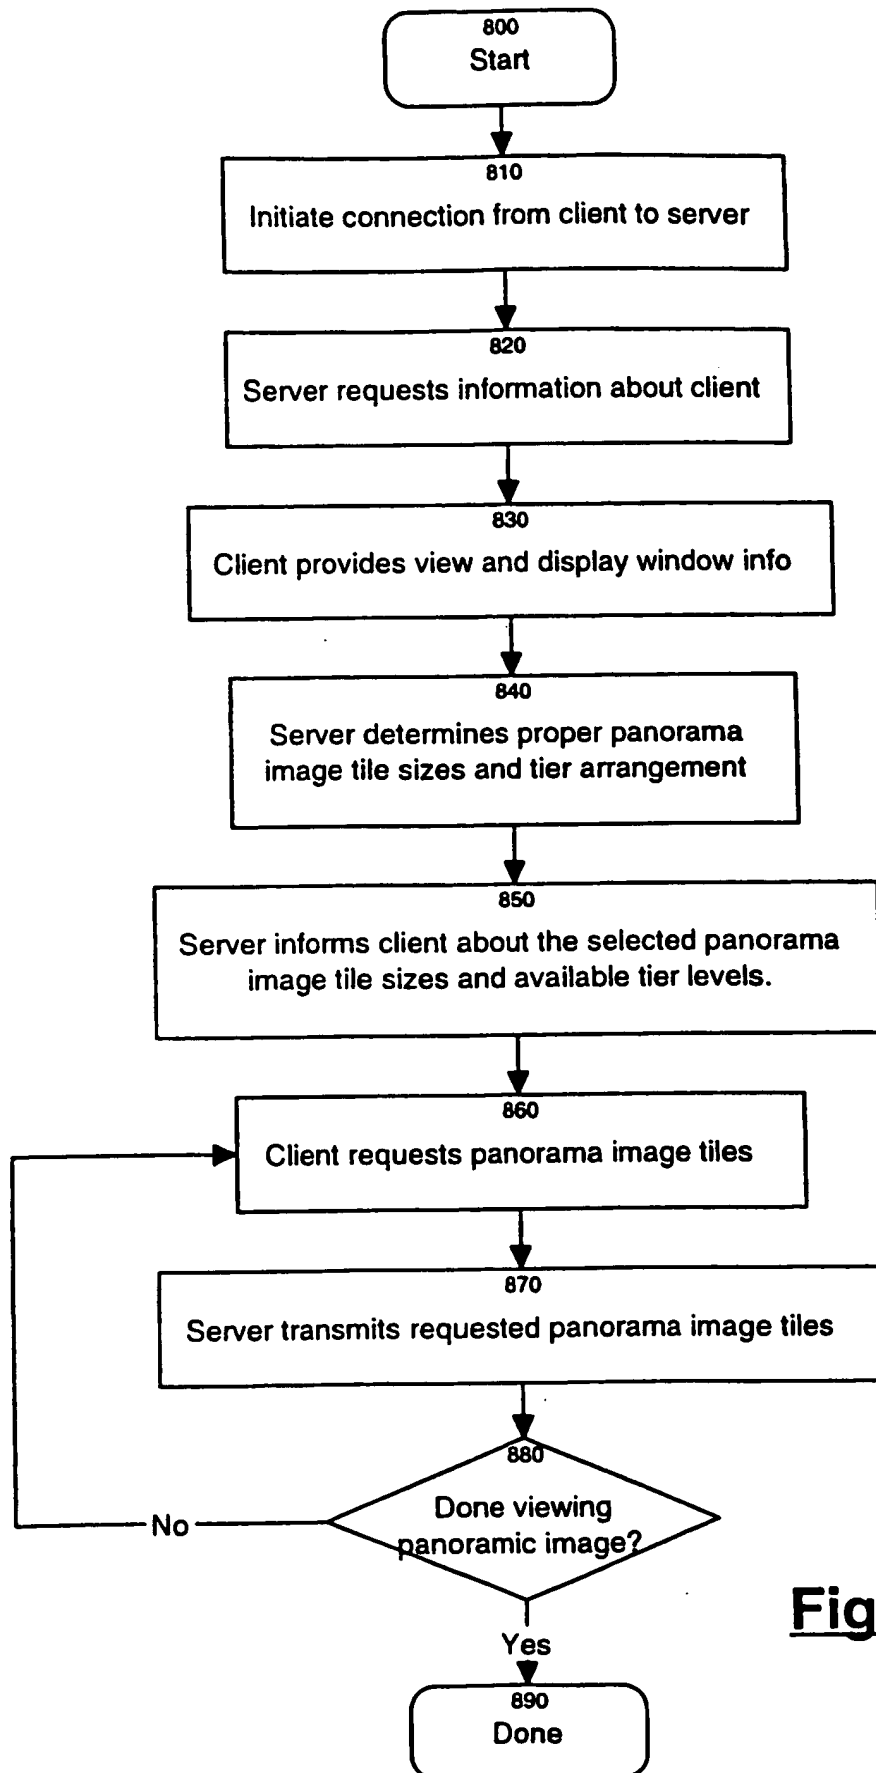 800
Start
810
Initiate connection from client to server
820
Server requests information about client
830
Client provides view and display window info
840
Server determines proper panorama
image tile sizes and tier arrangement
850
Server informs client about the selected panorama
image tile sizes and available tier levels.
860
Client requests panorama image tiles
870
Server transmits requested panorama image tiles
880
Done viewing
panoramic image?
No
Fig
Yes
890
Done